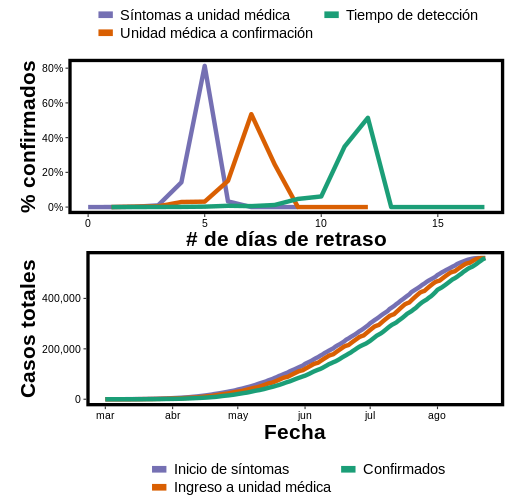 Síntomas a unidad médica
Tiempo de detección
Unidad médica a confirmación
% confirmados
80%
60%
40%
20%
0%
0
5
10
15
# de días de retraso
Casos totales
400,000
200,000
0
mar
abr
may
jun
jul
ago
Fecha
Inicio de síntomas
Confirmados
Ingreso a unidad médica